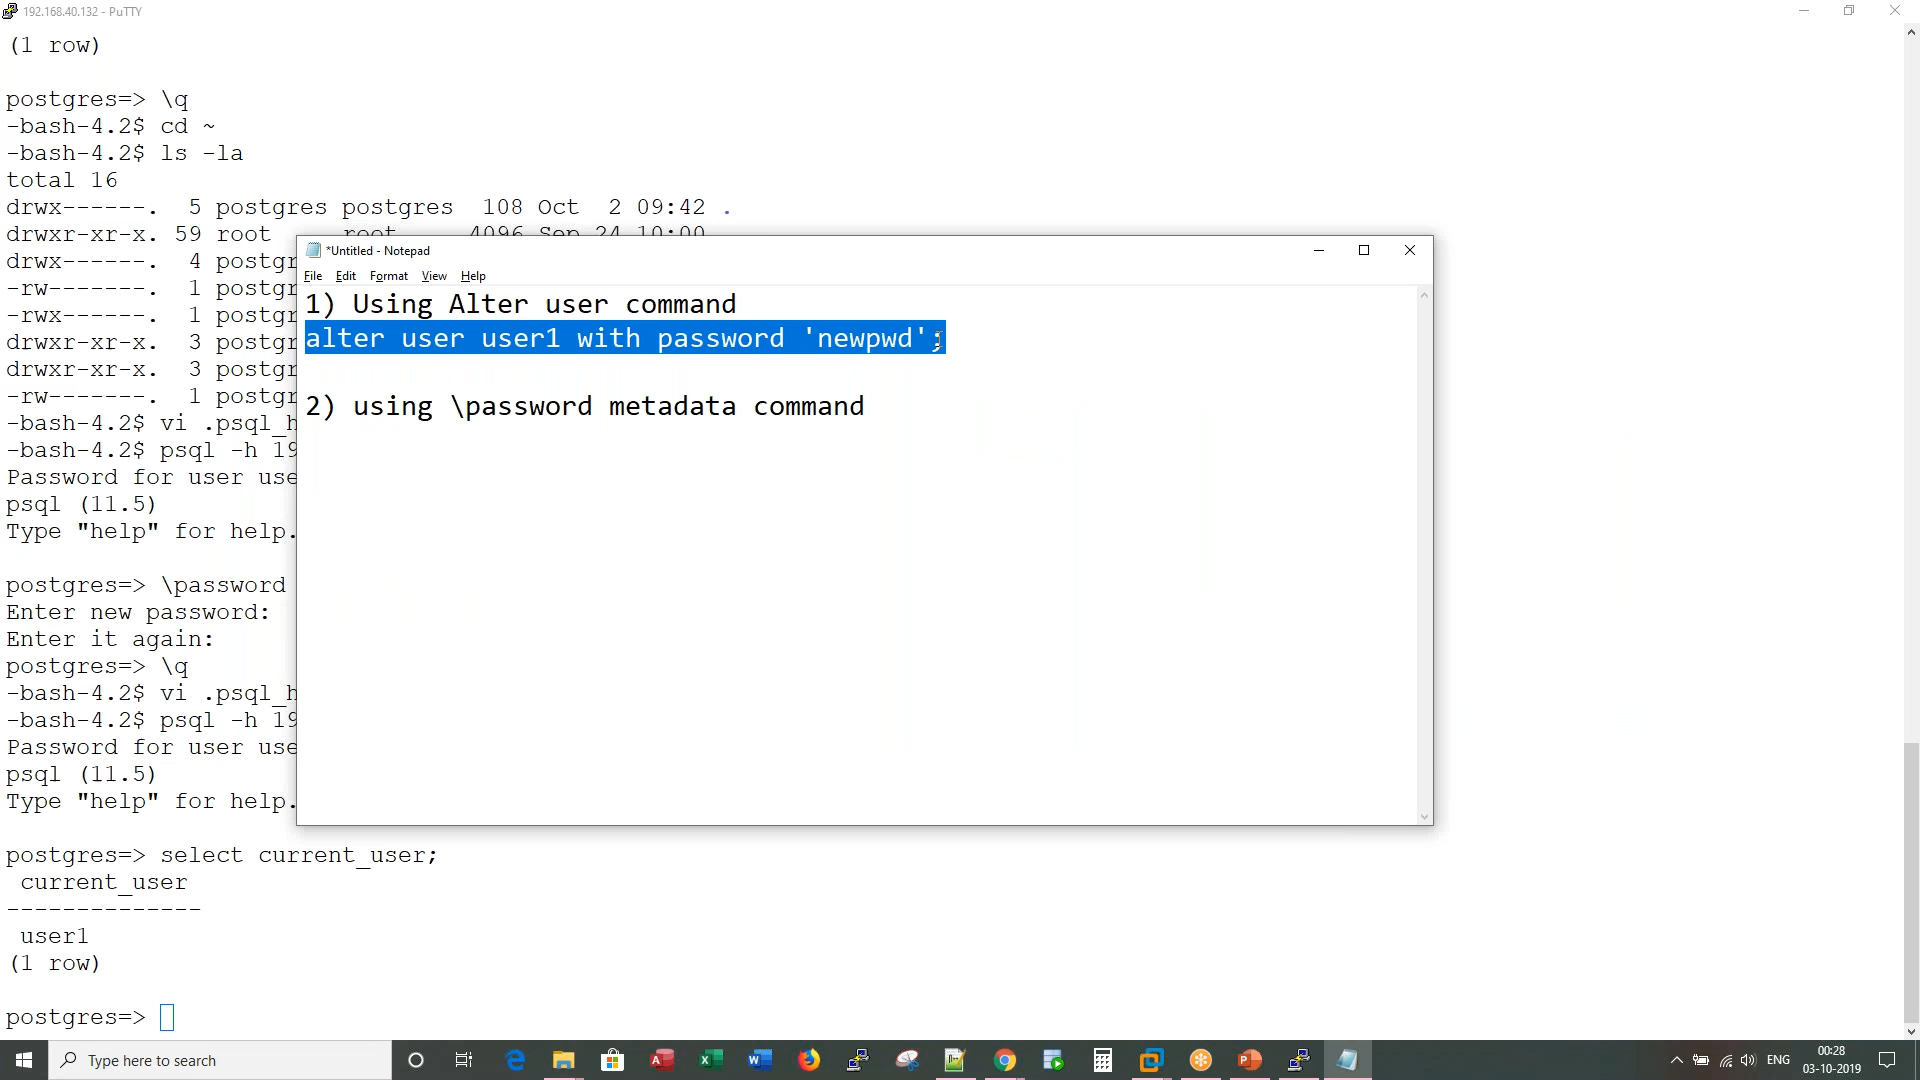 192.168.40.132 - PuTTY
(1 row)
postgres=> \q
-bash-4.2$ cd ~
-bash-4.2$ ls -la
total 16
drwx------.  5 postgres postgres  108 Oct  2 09:42 .
drwxr-xr-x. 59 root     root     4096 Sep 24 10:00
drwx------.  4 postgr
-rw-------.  1 postgr
-rwx------.  1 postgr
drwxr-xr-x.  3 postgr
drwxr-xr-x.  3 postgr
-rw-------.  1 postgr
-bash-4.2$ vi .psql_h
-bash-4.2$ psql -h 19
Password for user use
psql (11.5)
Type "help" for help.
postgres=> \password
Enter new password:
Enter it again:
postgres=> \q
-bash-4.2$ vi .psql_h
-bash-4.2$ psql -h 19
Password for user use
psql (11.5)
Type "help" for help.
postgres=> select current_user;
current_user
--------------
user1
(1 row)
postgres=>
*Untitled - Notepad
File Edit Format View Help
1) Using Alter user command
alter user user1 with password 'newpwd';
2) using \password metadata command
Type here to search
ENG
00:28
03-10-2019